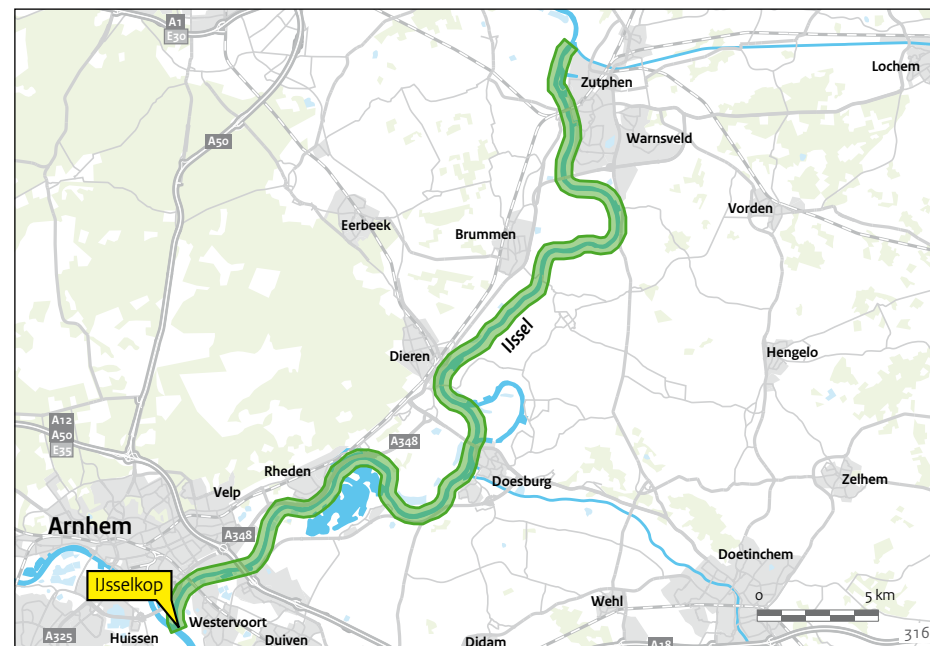 A1
E30
Lochem
Zutphen
A50
Warnsveld
Vorden
Eerbeek
Brummen
IJssel
Dieren
Hengelo
A12
A50
E35
A348
Rheden
Zelhem
Velp
Doesburg
Arnhem
A348
Doetinchem
IJsselkop
Wehl
0 5 km
Westervoort
A325
Huissen
Duiven
Didam
A18
316